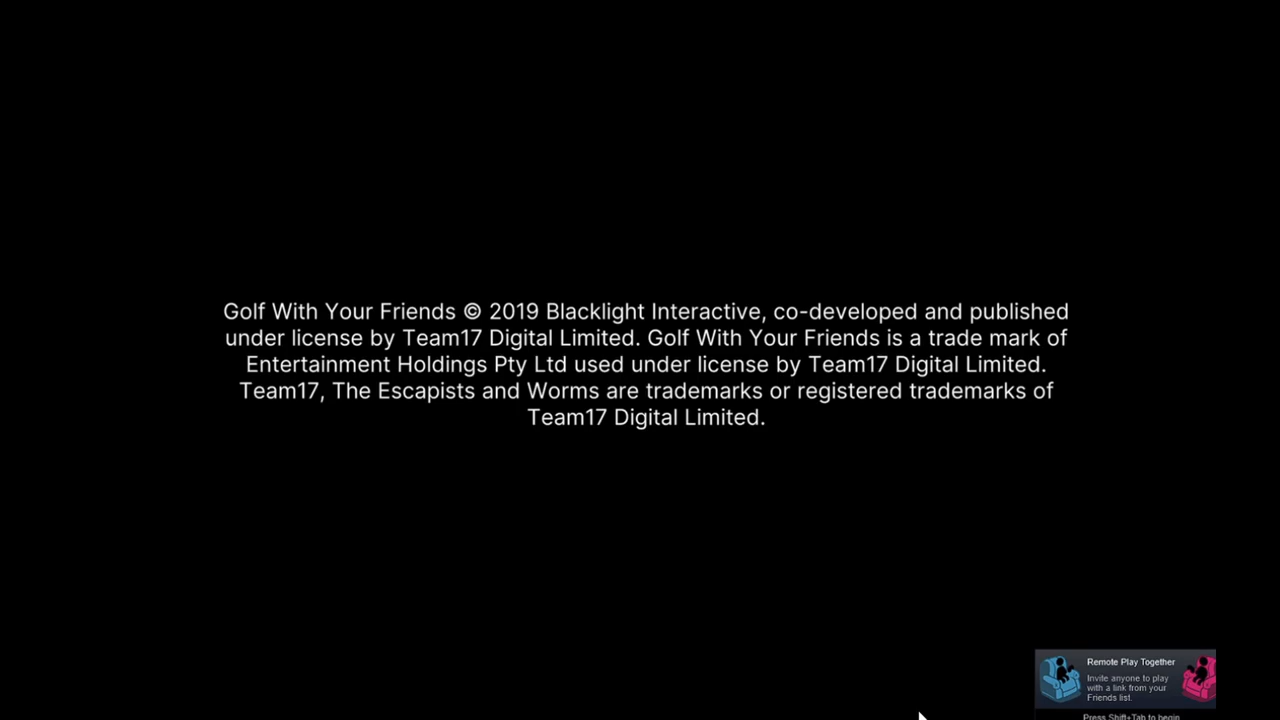 Golf With Your Friends © 2019 Blacklight Interactive, co-developed and published
under license by Team17 Digital Limited. Golf With Your Friends is a trade mark of
Entertainment Holdings Pty Ltd used under license by Team17 Digital Limited.
Team17, The Escapists and Worms are trademarks or registered trademarks of
Team17 Digital Limited.
Remote Play Together
Invite anyone to play
with a link from your
Friends list.
Press Shift+Tab to begin